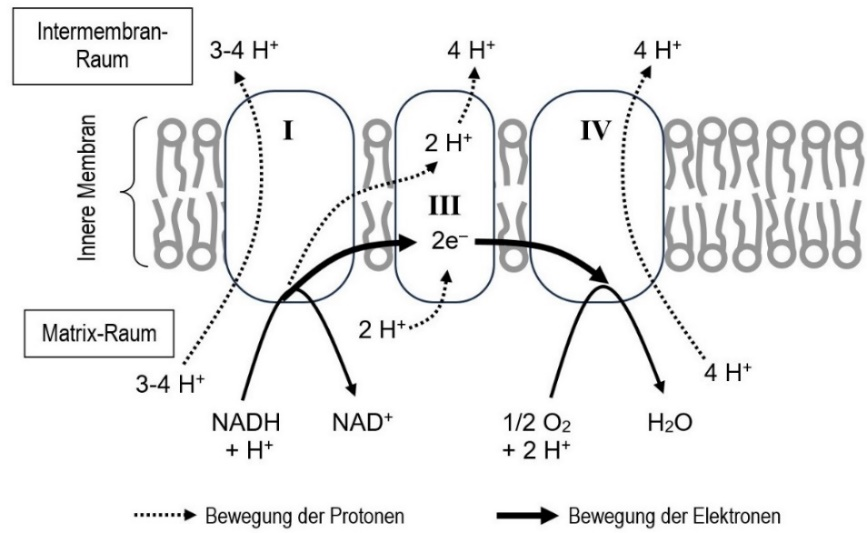 Intermembran-
Raum
3-4 H⁺
4 H⁺
4 H⁺
I
IV
2 H⁺
Innere Membran
III
2e⁻
2 H⁺
Matrix-Raum
3-4 H⁺
4 H⁺
NADH
+ H⁺
NAD⁺
1/2 O₂
+ 2 H⁺
H₂O
Bewegung der Protonen
Bewegung der Elektronen